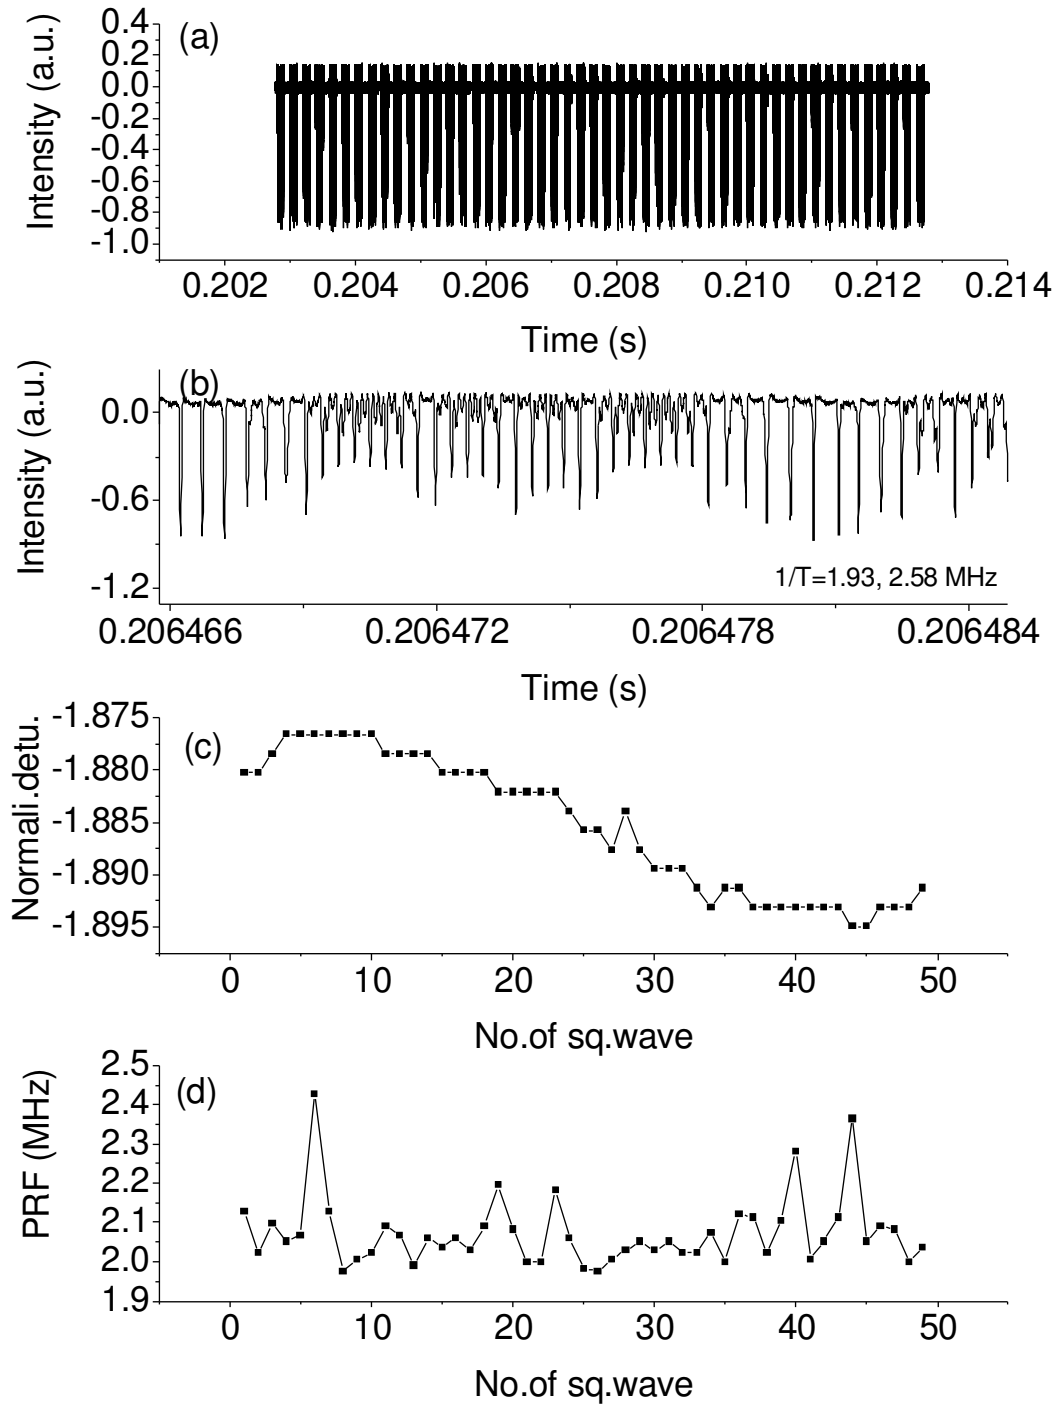 Intensity (a.u.)
(a)
0.4
0.2
0.0
-0.2
-0.4
-0.6
-0.8
-1.0
0.202 0.204 0.206 0.208 0.210 0.212 0.214
Time (s)
Intensity (a.u.)
(b)
0.0
-0.6
-1.2
1/T=1.93, 2.58 MHz
0.206466 0.206472 0.206478 0.206484
Time (s)
Normali.detu.
(c)
-1.875
-1.880
-1.885
-1.890
-1.895
0 10 20 30 40 50
No.of sq.wave
PRF (MHz)
(d)
2.5
2.4
2.3
2.2
2.1
2.0
1.9
0 10 20 30 40 50
No.of sq.wave